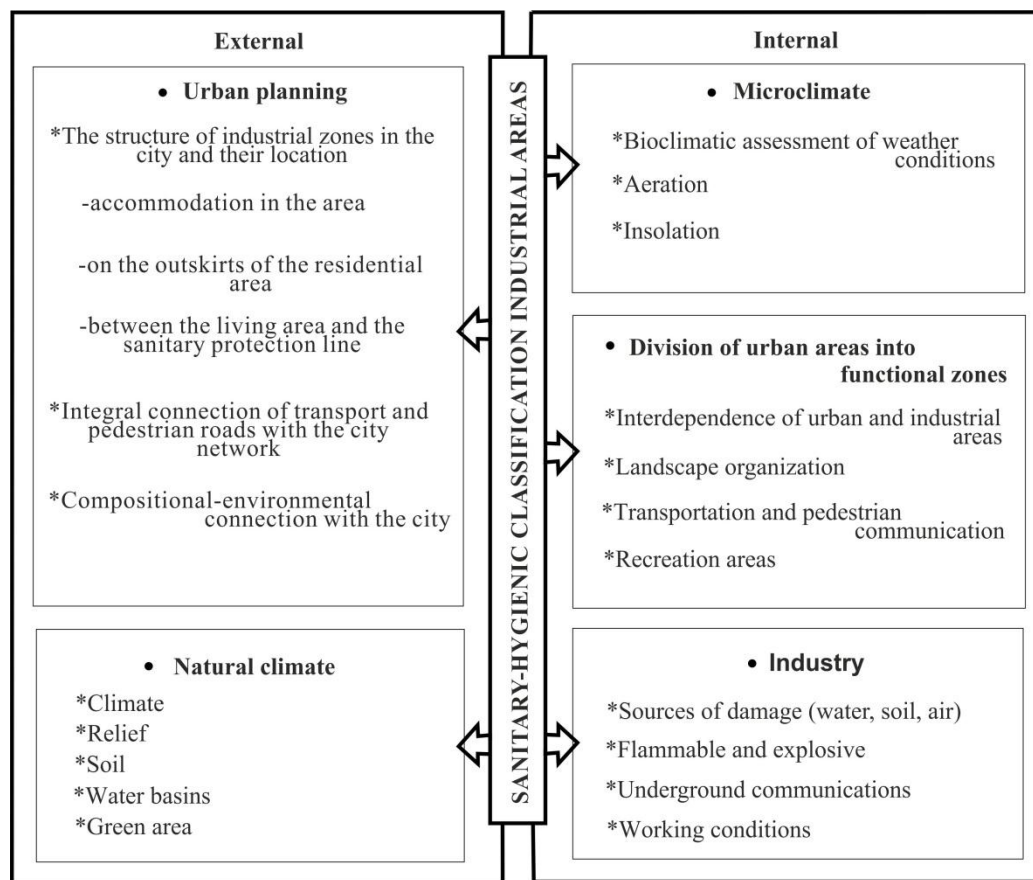 External
• Urban planning
*The structure of industrial zones in the
city and their location
-accommodation in the area
-on the outskirts of the residential
area
-between the living area and the
sanitary protection line
*Integral connection of transport and
pedestrian roads with the city
network
*Compositional-environmental
connection with the city
• Natural climate
*Climate
*Relief
*Soil
*Water basins
*Green area
SANITARY-HYGIENIC CLASSIFICATION INDUSTRIAL AREAS
Internal
• Microclimate
*Bioclimatic assessment of weather
conditions
*Aeration
*Insolation
• Division of urban areas into
functional zones
*Interdependence of urban and industrial
areas
*Landscape organization
*Transportation and pedestrian
communication
*Recreation areas
• Industry
*Sources of damage (water, soil, air)
*Flammable and explosive
*Underground communications
*Working conditions